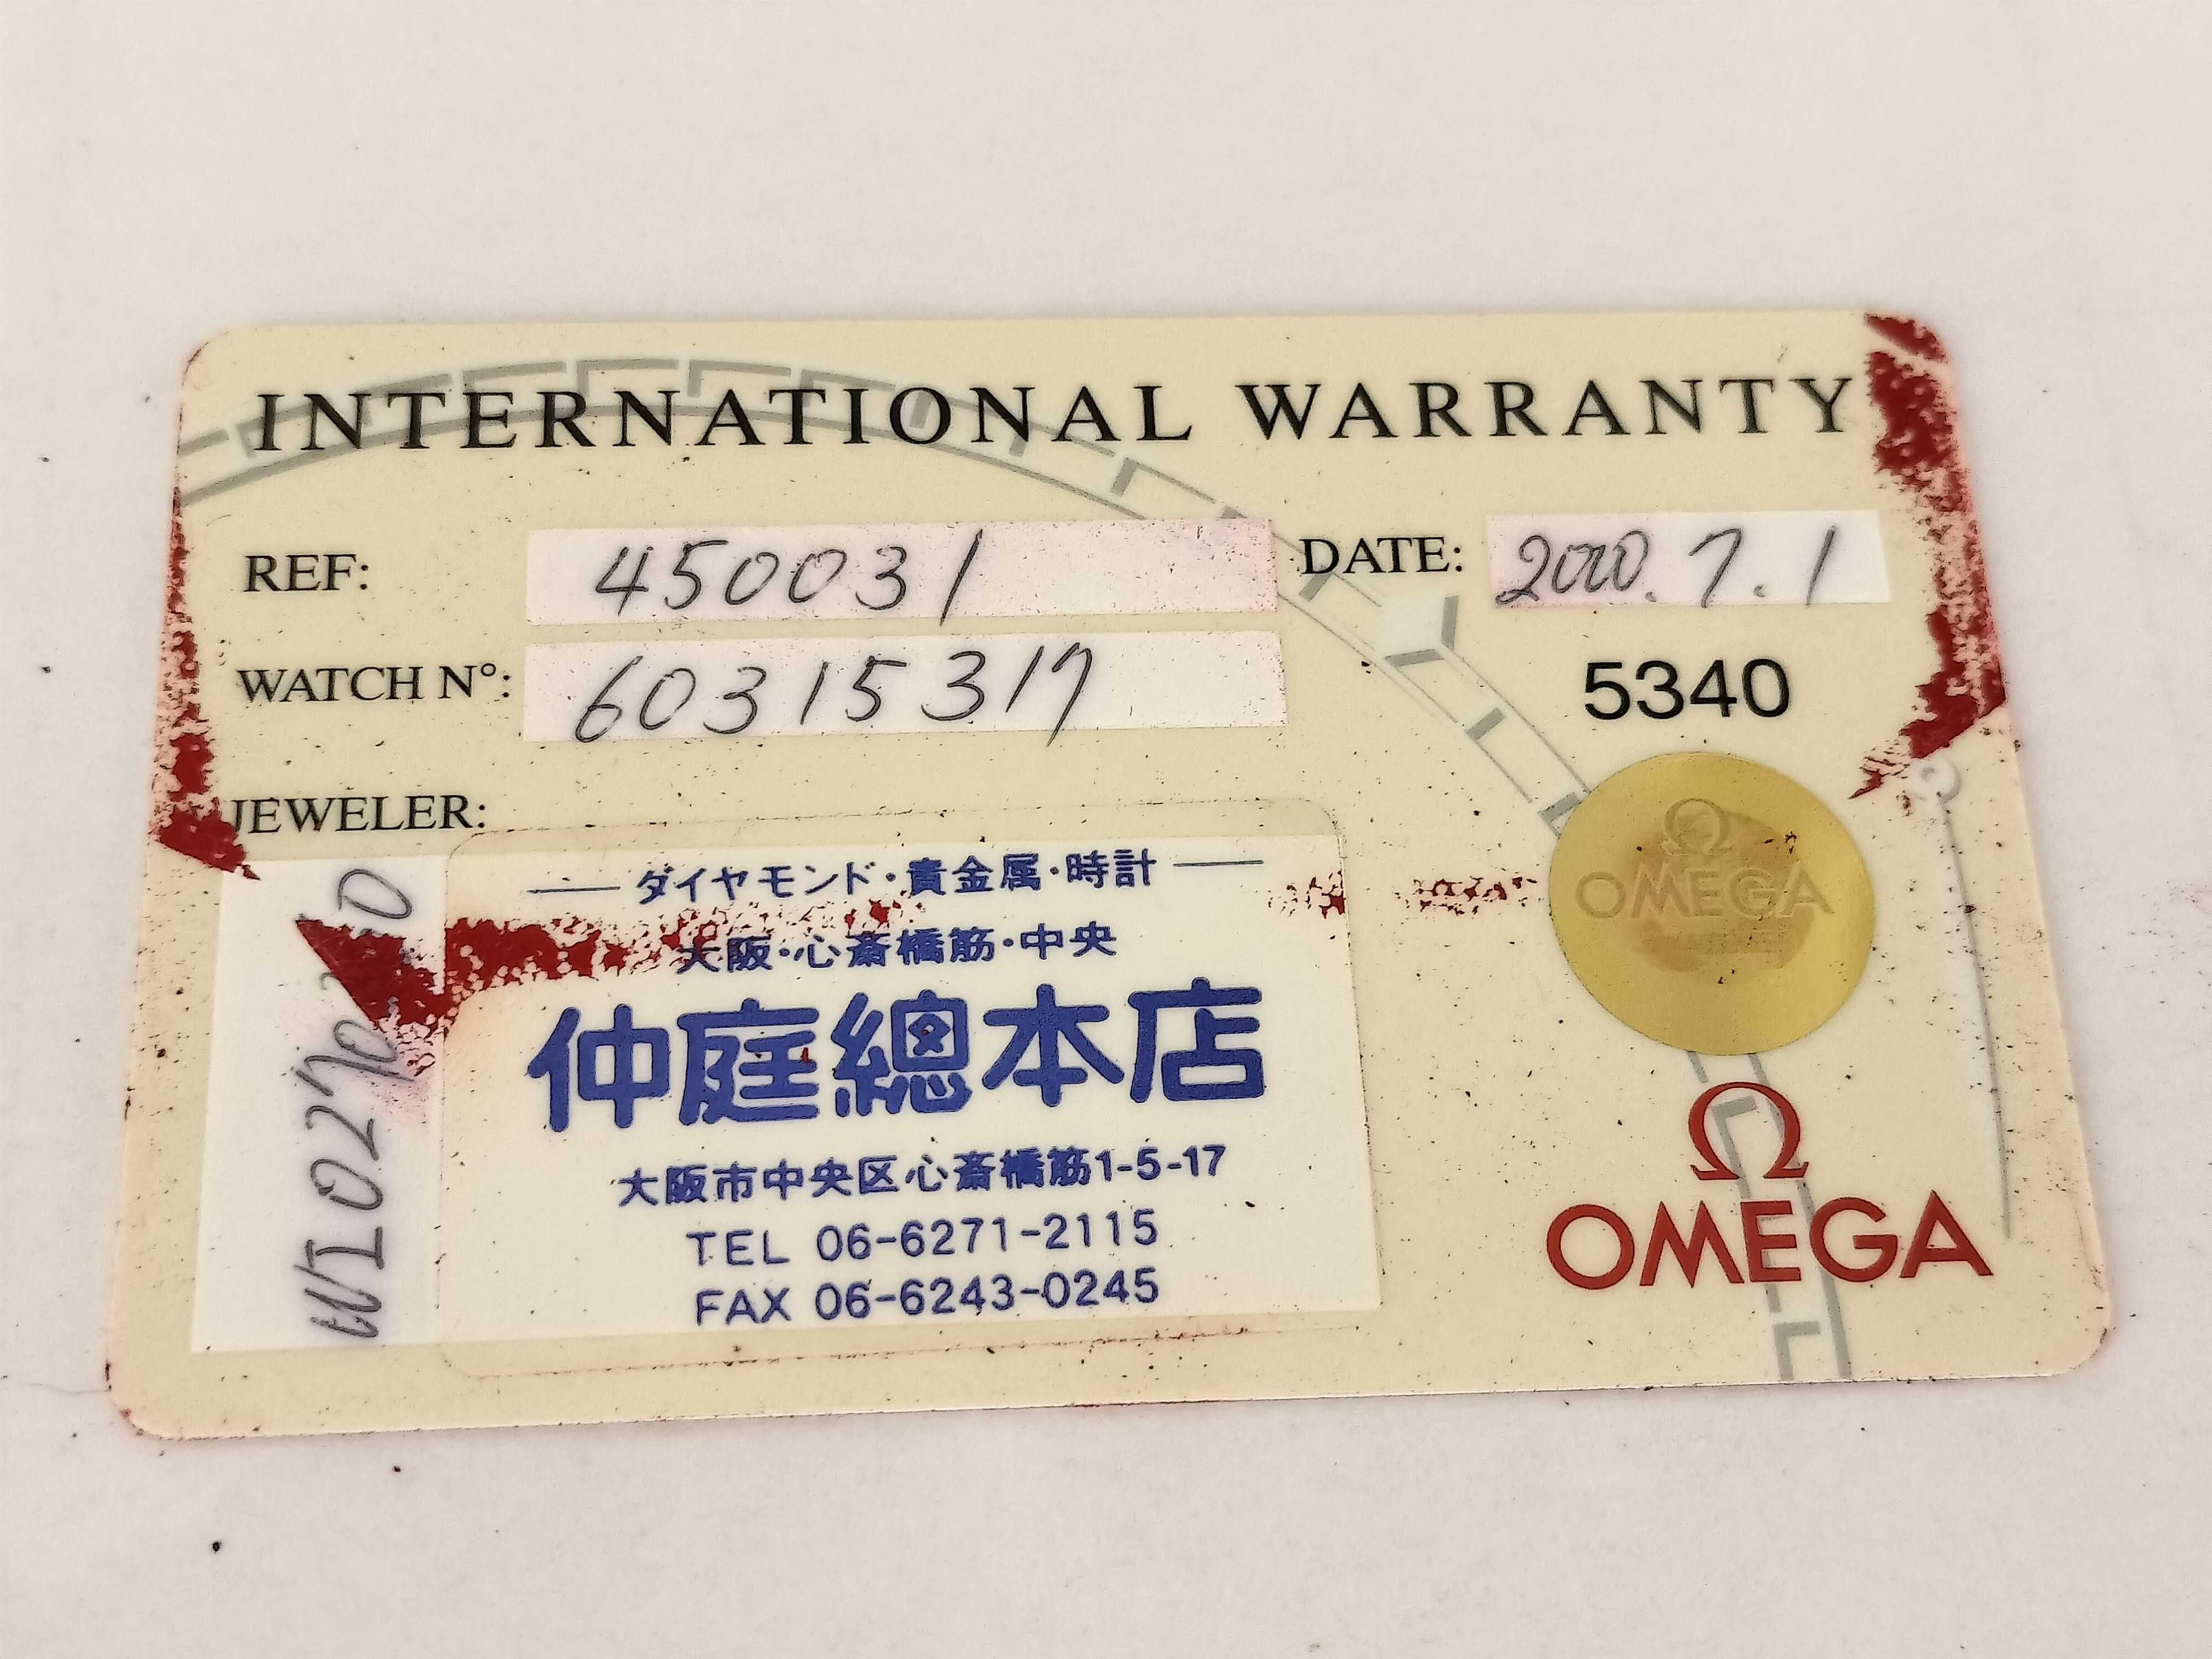 INTERNATIONAL WARRANTY
REF: 450031
DATE: 2000.7.1
WATCH N°: 60315317
5340
JEWELER:
ダイヤモンド・貴金属・時計
大阪・心斎橋筋・中央
仲庭總本店
大阪市中央区心斎橋筋1-5-17
TEL 06-6271-2115
FAX 06-6243-0245
Ω
OMEGA
Ω
OMEGA